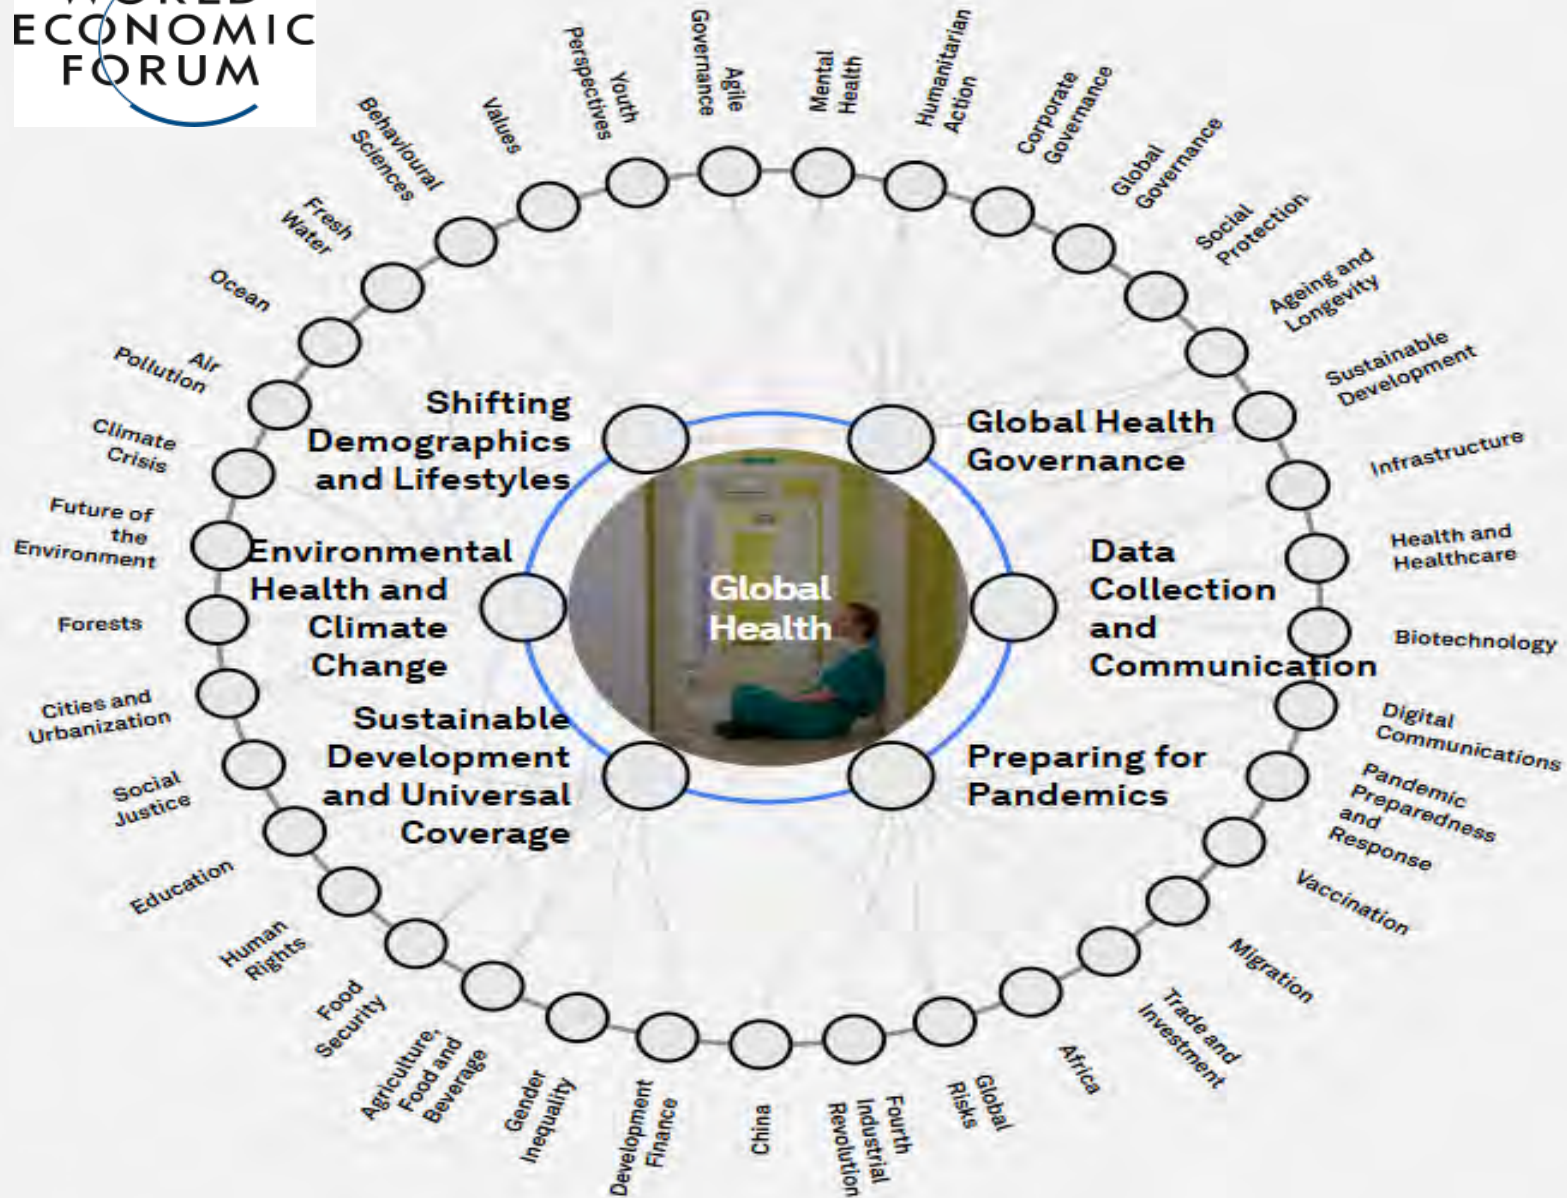 WORLD
ECONOMIC
FORUM
Global
Health
Shifting
Demographics
and Lifestyles
Global Health
Governance
Environmental
Health and
Climate
Change
Data
Collection
and
Communication
Sustainable
Development
and Universal
Coverage
Preparing for
Pandemics
Agile
Governance
Mental
Health
Humanitarian
Action
Corporate
Governance
Global
Governance
Social
Protection
Ageing and
Longevity
Sustainable
Development
Infrastructure
Health and
Healthcare
Biotechnology
Digital
Communications
Pandemic
Preparedness
and
Response
Vaccination
Migration
Trade and
Investment
Africa
Global
Risks
Fourth
Industrial
Revolution
China
Development
Finance
Gender
Inequality
Agriculture,
Food and
Beverage
Food
Security
Human
Rights
Education
Social
Justice
Cities and
Urbanization
Forests
Future of
the
Environment
Climate
Crisis
Air
Pollution
Ocean
Fresh
Water
Behavioural
Sciences
Values
Youth
Perspectives